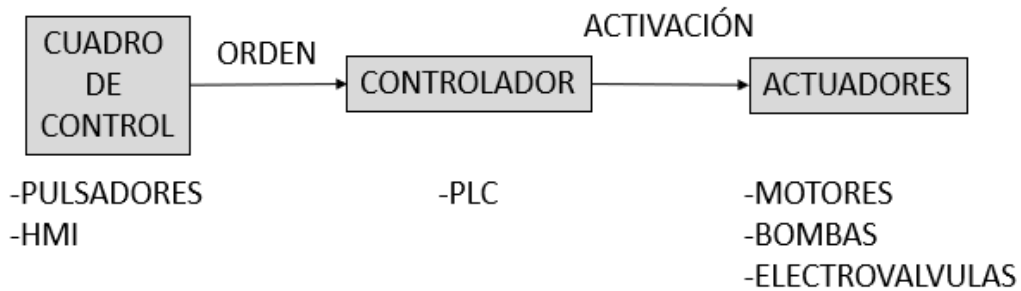 CUADRO
DE
CONTROL
ORDEN
CONTROLADOR
ACTIVACIÓN
ACTUADORES
-PULSADORES
-HMI
-PLC
-MOTORES
-BOMBAS
-ELECTROVALVULAS